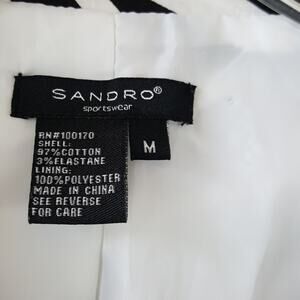 SANDRO®
sportswear
RN#100170
SHELL:
97%COTTON
3%ELASTANE
LINING:
100%POLYESTER
MADE IN CHINA
SEE REVERSE
FOR CARE
M